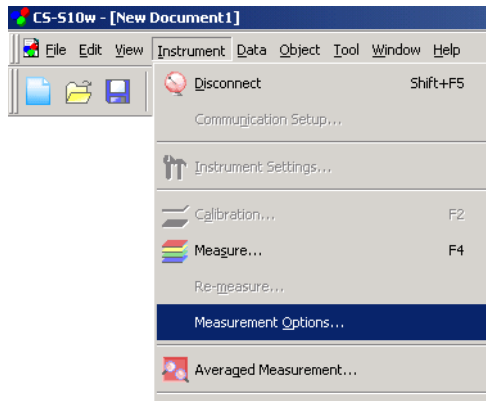 CS-S10w - [New Document1]
File Edit View Instrument Data Object Tool Window Help
Disconnect Shift+F5
Communication Setup...
Instrument Settings...
Calibration... F2
Measure... F4
Re-measure...
Measurement Options...
Averaged Measurement...